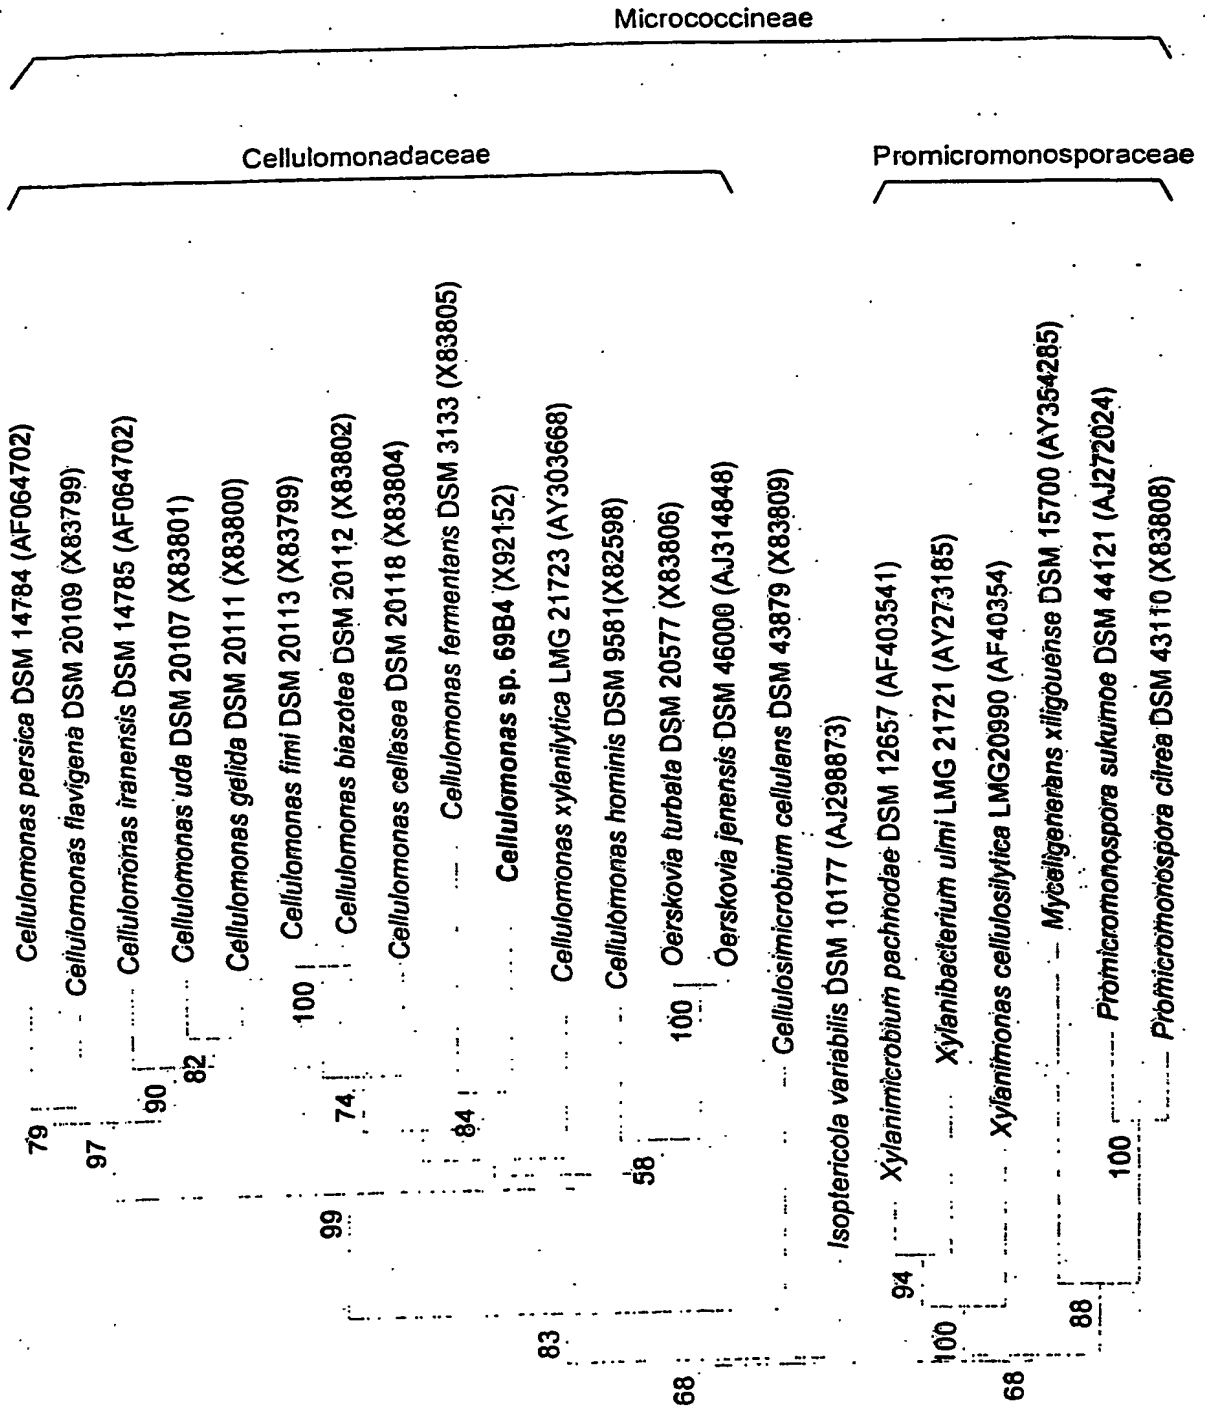 Micrococcineae
Cellulomonadaceae
Promicromonosporaceae
Cellulomonas persica DSM 14784 (AF064702)
Cellulomonas flavigena DSM 20109 (X83799)
Cellulomonas iranensis DSM 14785 (AF064702)
Cellulomonas uda DSM 20107 (X83801)
Cellulomonas gelida DSM 20111 (X83800)
Cellulomonas fimi DSM 20113 (X83799)
Cellulomonas biazotea DSM 20112 (X83802)
Cellulomonas cellasea DSM 20118 (X83804)
Cellulomonas fermentans DSM 3133 (X83805)
Cellulomonas sp. 69B4 (X92152)
Cellulomonas xylanilytica LMG 21723 (AY303668)
Cellulomonas hominis DSM 9581(X82598)
Oerskovia turbata DSM 20577 (X83806)
Oerskovia jenensis DSM 46000 (AJ314848)
Cellulosimicrobium cellulans DSM 43879 (X83809)
Isoptericola variabilis DSM 10177 (AJ298873)
Xylanimicrobium pachnodae DSM 12657 (AF403541)
Xylanibacterium ulmi LMG 21721 (AY273185)
Xylanimonas cellulosilytica LMG20990 (AF40354)
Myceligenerans xiligouense DSM 15700 (AY354285)
Promicromonospora sukumoe DSM 44121 (AJ272024)
Promicromonospora citrea DSM 43110 (X83808)
79
97
90
82
100
74
84
99
58
100
83
68
94
100
68
88
100